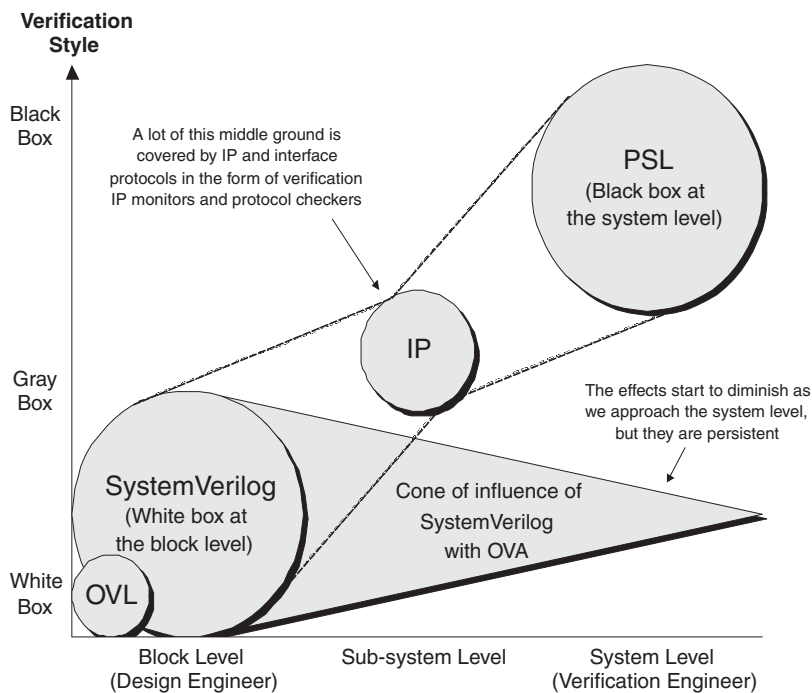 Verification
Style
Black
Box
A lot of this middle ground is
covered by IP and interface
protocols in the form of verification
IP monitors and protocol checkers
PSL
(Black box at
the system level)
IP
Gray
Box
The effects start to diminish as
we approach the system level,
but they are persistent
SystemVerilog
(White box at
the block level)
Cone of influence of
SystemVerilog
with OVA
White
Box
OVL
Block Level
(Design Engineer)
Sub-system Level
System Level
(Verification Engineer)